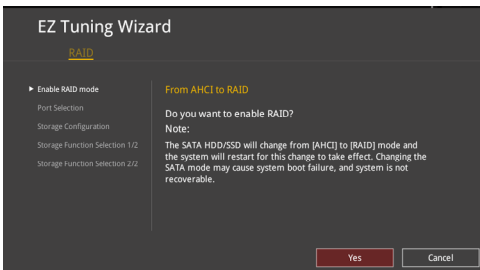 EZ Tuning Wizard
RAID
Enable RAID mode
Port Selection
Storage Configuration
Storage Function Selection 1/2
Storage Function Selection 2/2
From AHCI to RAID
Do you want to enable RAID?
Note:
The SATA HDD/SSD will change from [AHCI] to [RAID] mode and
the system will restart for this change to take effect. Changing the
SATA mode may cause system boot failure, and system is not
recoverable.
Yes
Cancel